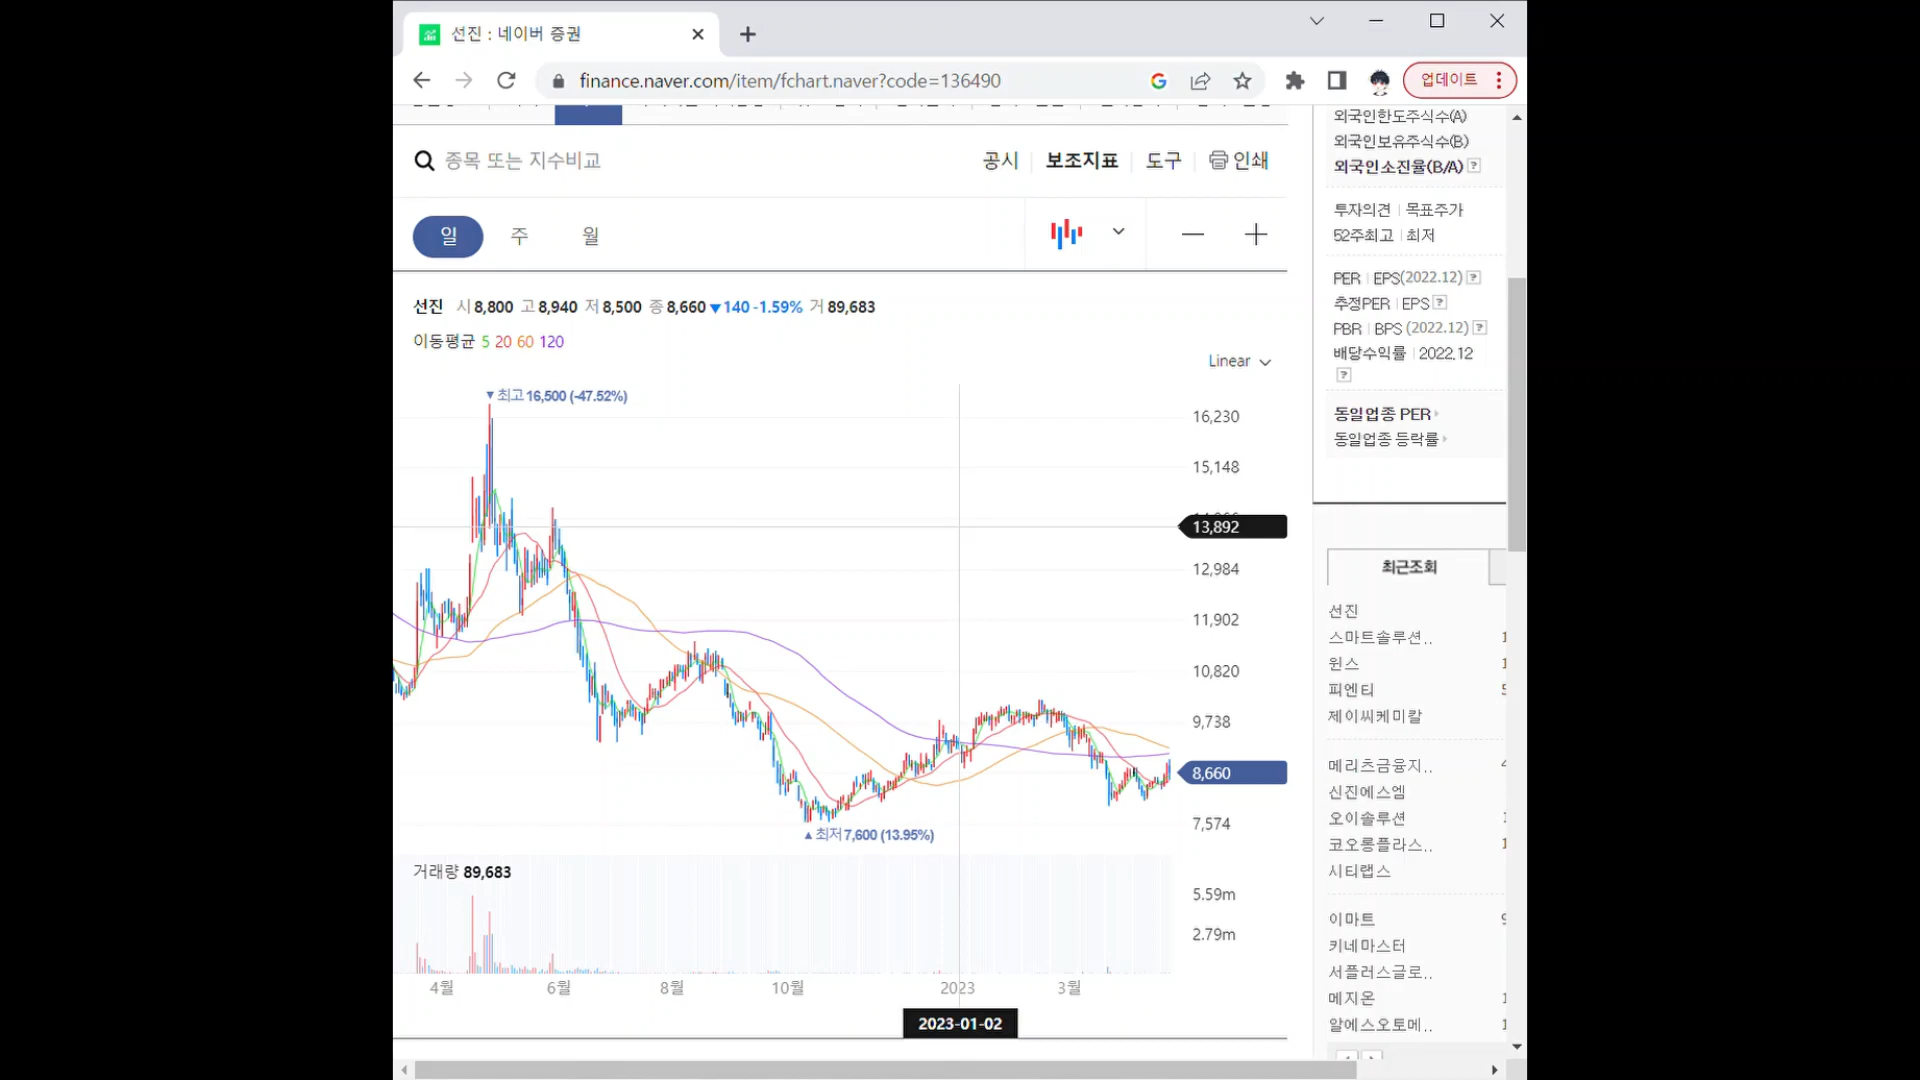 선진 : 네이버 증권
finance.naver.com/item/fchart.naver?code=136490
업데이트
종목 또는 지수비교
공시
보조지표
도구
인쇄
일 주 월
선진 시 8,800 고 8,940 저 8,500 종 8,660 ▼140 -1.59% 거 89,683
이동평균 5 20 60 120
Linear
▼최고 16,500 (-47.52%)
16,230
15,148
13,892
12,984
11,902
10,820
9,738
8,660
7,574
▲최저 7,600 (13.95%)
거래량 89,683
5.59m
2.79m
4월 6월 8월 10월 2023 3월
2023-01-02
외국인한도주식수(A)
외국인보유주식수(B)
외국인소진율(B/A) ?
투자의견 | 목표주가
52주최고 | 최저
PER | EPS(2022.12) ?
추정PER | EPS ?
PBR | BPS (2022.12) ?
배당수익률 | 2022.12
?
동일업종 PER
동일업종 등락률
최근조회
선진
스마트솔루션..
윈스
피엔티
제이씨케미칼
메리츠금융지..
신진에스엠
오이솔루션
코오롱플라스..
시티랩스
이마트
키네마스터
서플러스글로..
메지온
알에스오토메..